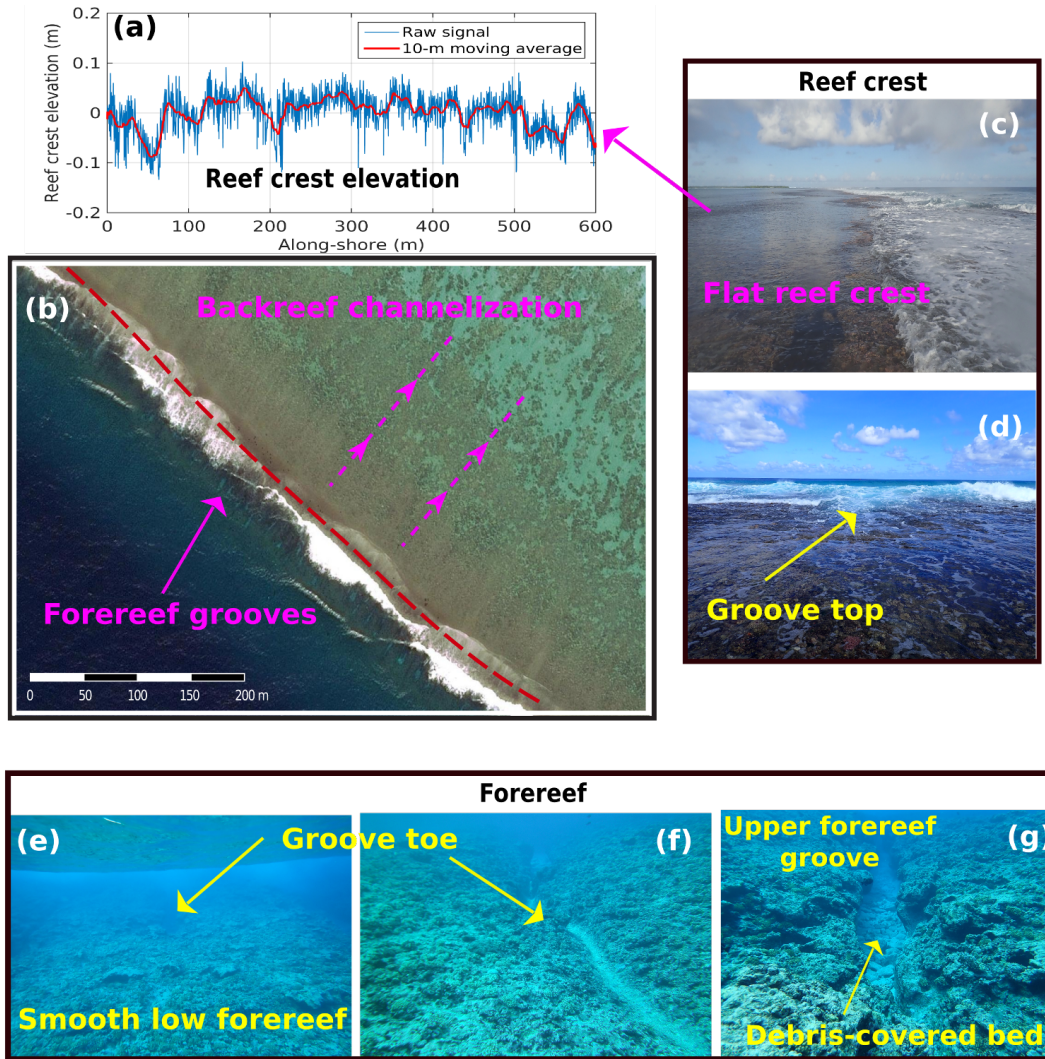 (a)
Raw signal
10-m moving average
Reef crest elevation (m)
0.2
0.1
0
-0.1
-0.2
Reef crest elevation
0 100 200 300 400 500 600
Along-shore (m)
(b)
Backreef channelization
Forereef grooves
0 50 100 150 200 m
Reef crest
(c)
Flat reef crest
(d)
Groove top
Forereef
(e)
Groove toe
Smooth low forereef
(f)
Upper forereef
groove
(g)
Debris-covered bed